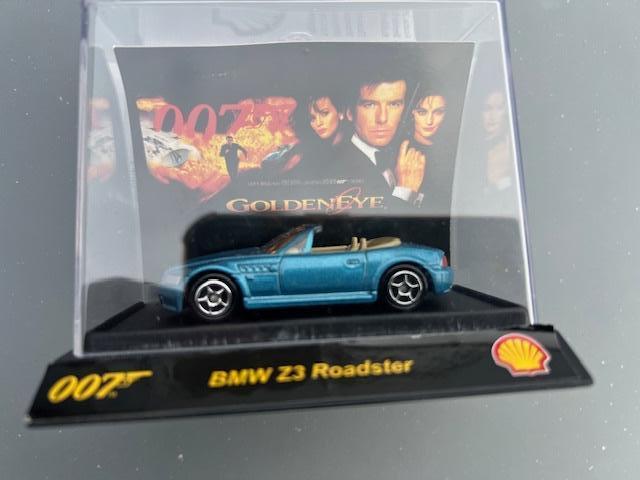 007
GOLDENEYE
007
BMW Z3 Roadster